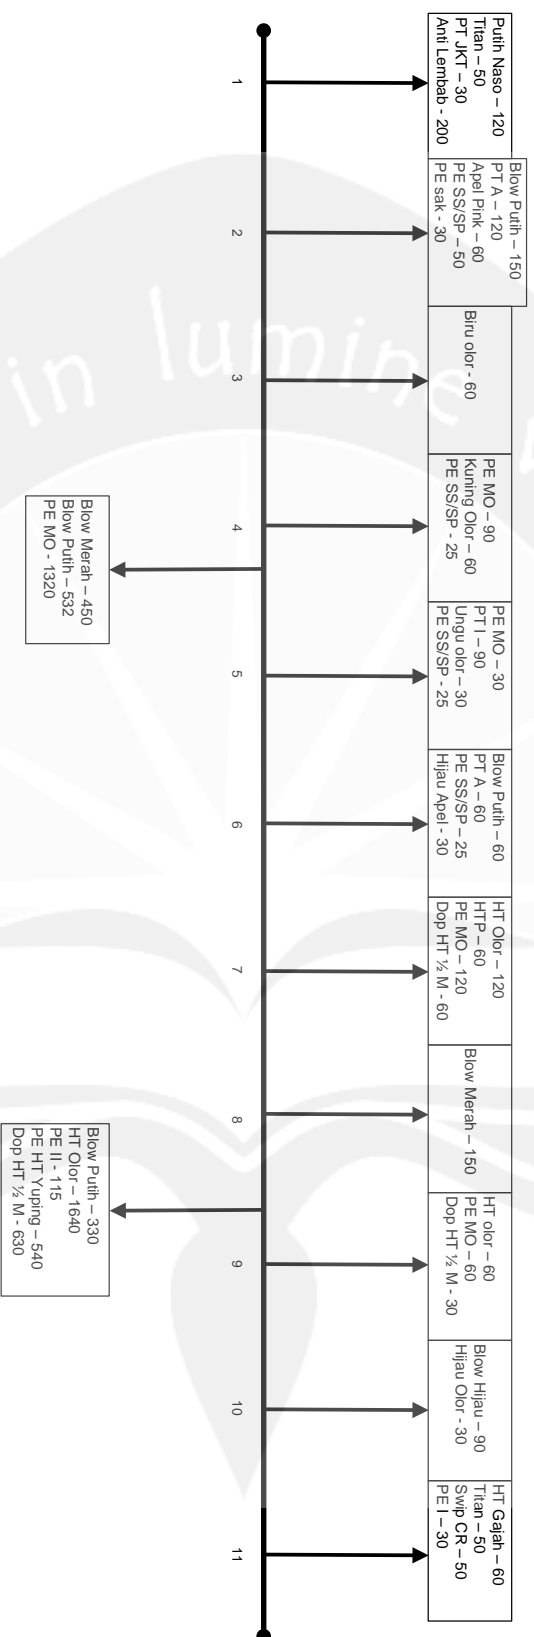 Putih Naso – 120
Titan – 50
PT JKT – 30
Anti Lembab - 200
Blow Putih – 150
PT A – 120
Apel Pink – 60
PE SS/SP – 50
PE sak - 30
Biru olor - 60
PE MO – 90
Kuning Olor – 60
PE SS/SP - 25
PE MO – 30
PT I – 90
Ungu olor – 30
PE SS/SP - 25
Blow Putih – 60
PT A – 60
PE SS/SP – 25
Hijau Apel - 30
HT Olor – 120
HTP – 60
PE MO – 120
Dop HT ½ M - 60
Blow Merah – 150
HT olor – 60
PE MO – 60
Dop HT ½ M - 30
Blow Hijau – 90
Hijau Olor - 30
HT Gajah – 60
Titan – 50
Swip CR – 50
PE I – 30
1
2
3
4
5
6
7
8
9
10
11
Blow Merah – 450
Blow Putih – 532
PE MO - 1320
Blow Putih – 330
HT Olor – 1640
PE II - 115
PE HT Yuping – 540
Dop HT ½ M - 630
in lumine